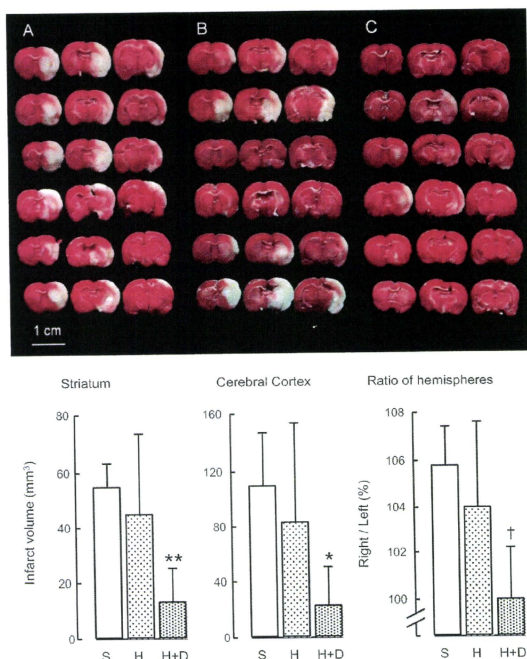 A B C
1 cm
Striatum Cerebral Cortex Ratio of hemispheres
Infarct volume (mm³)
80
60
40
20
0
**
S H H+D
160
120
80
40
0
*
S H H+D
Right / Left (%)
108
106
104
102
100
†
S H H+D